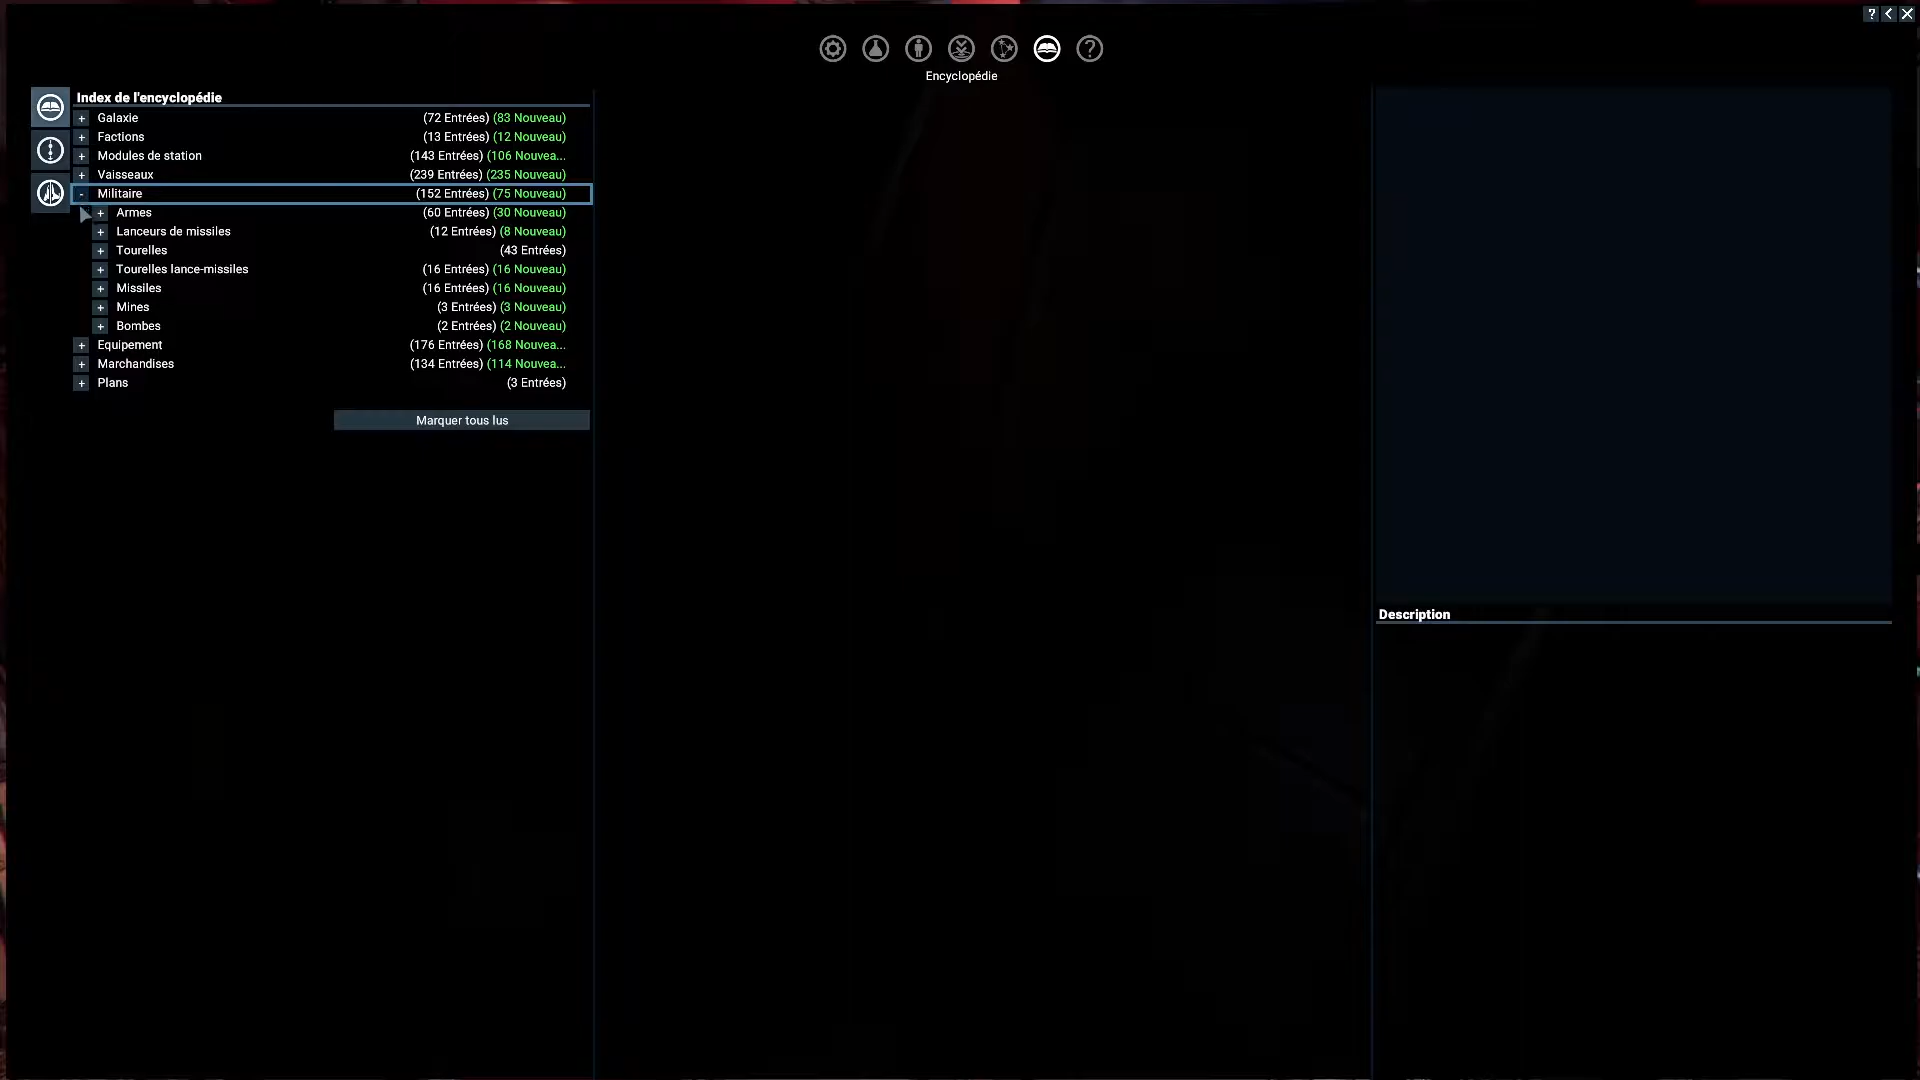 ? < X
?
Encyclopédie
Index de l'encyclopédie
+ Galaxie (72 Entrées) (83 Nouveau)
+ Factions (13 Entrées) (12 Nouveau)
+ Modules de station (143 Entrées) (106 Nouvea...
+ Vaisseaux (239 Entrées) (235 Nouveau)
- Militaire (152 Entrées) (75 Nouveau)
+ Armes (60 Entrées) (30 Nouveau)
+ Lanceurs de missiles (12 Entrées) (8 Nouveau)
+ Tourelles (43 Entrées)
+ Tourelles lance-missiles (16 Entrées) (16 Nouveau)
+ Missiles (16 Entrées) (16 Nouveau)
+ Mines (3 Entrées) (3 Nouveau)
+ Bombes (2 Entrées) (2 Nouveau)
+ Equipement (176 Entrées) (168 Nouvea...
+ Marchandises (134 Entrées) (114 Nouvea...
+ Plans (3 Entrées)
Marquer tous lus
Description